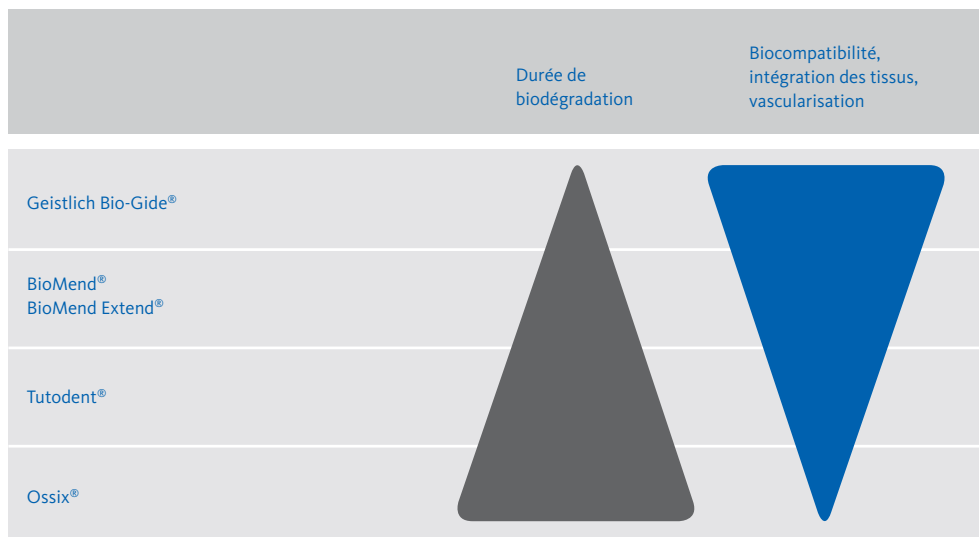 Durée de
biodégradation
Biocompatibilité,
intégration des tissus,
vascularisation
Geistlich Bio-Gide®
BioMend®
BioMend Extend®
Tutodent®
Ossix®